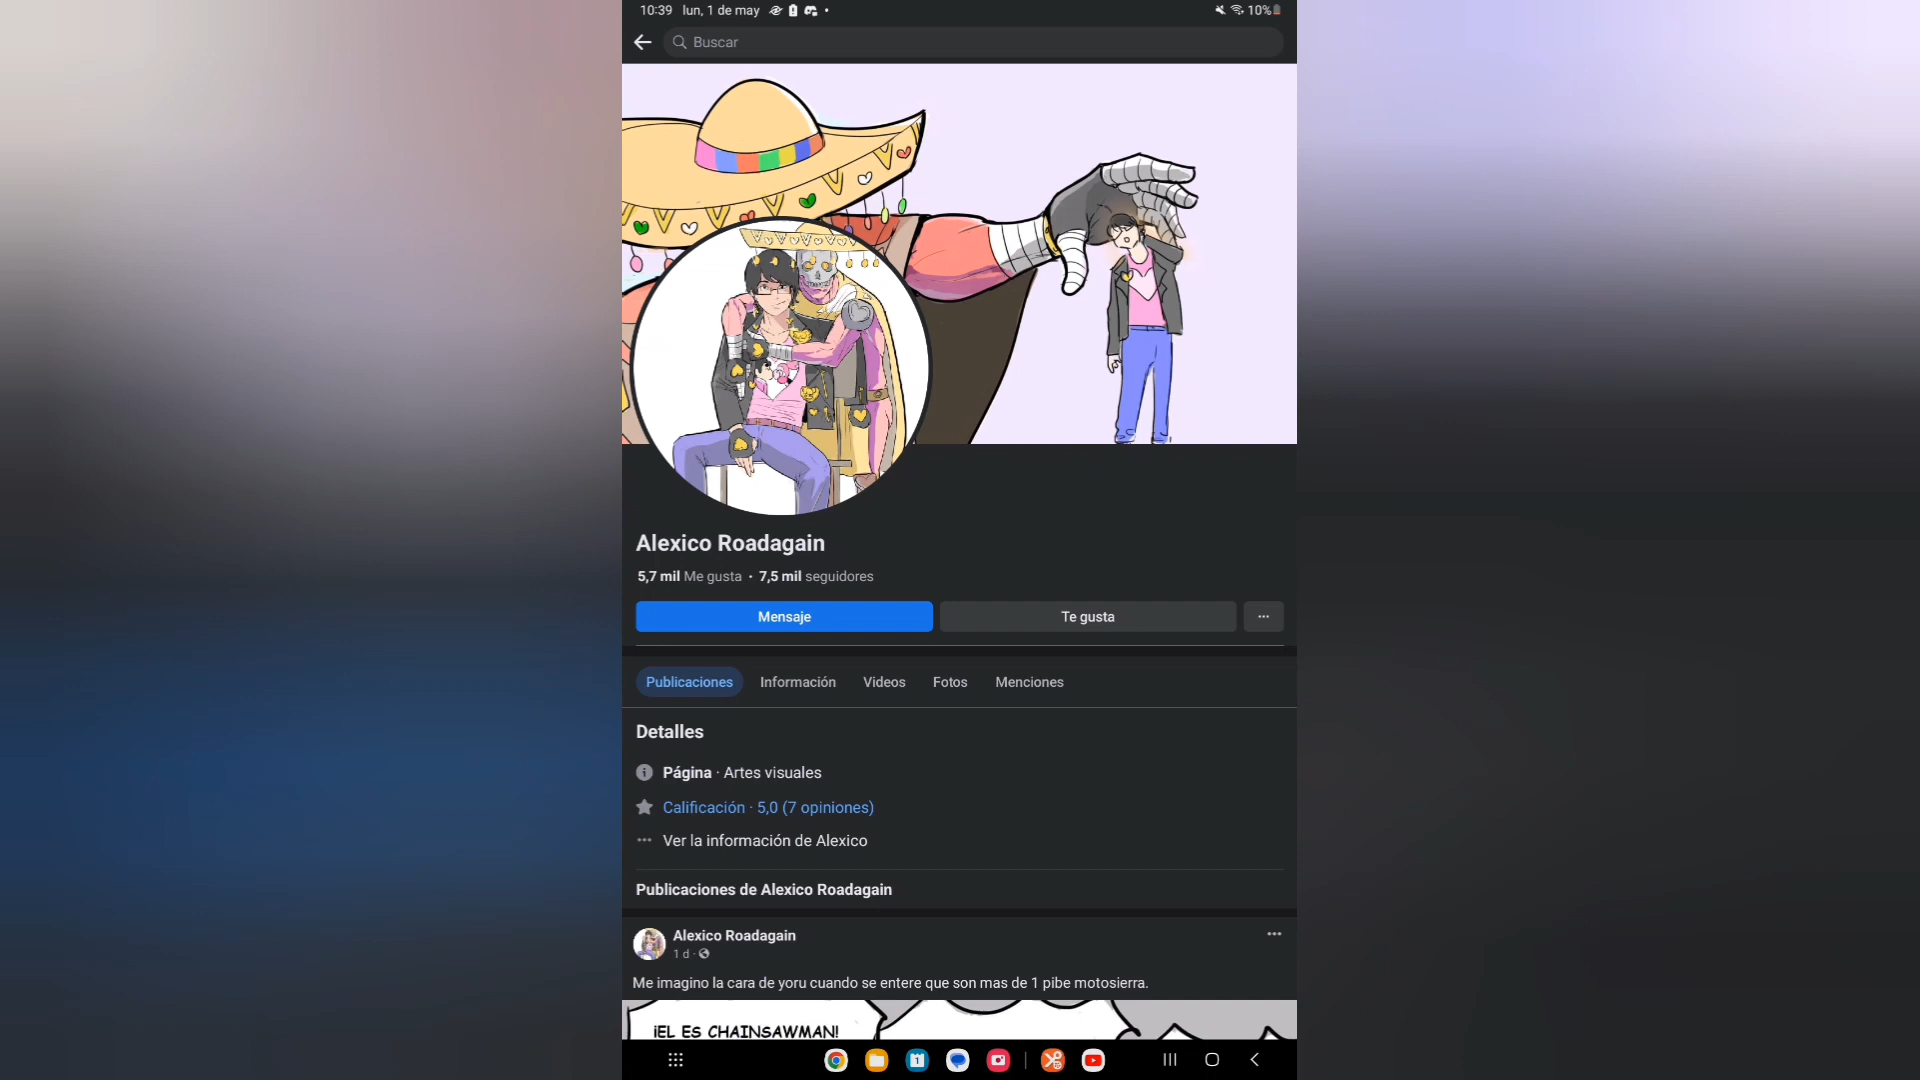 10:39 lun, 1 de may
10%
Buscar
Alexico Roadagain
5,7 mil Me gusta · 7,5 mil seguidores
Mensaje
Te gusta
Publicaciones
Información
Videos
Fotos
Menciones
Detalles
Página · Artes visuales
Calificación · 5,0 (7 opiniones)
Ver la información de Alexico
Publicaciones de Alexico Roadagain
Alexico Roadagain
1 d ·
Me imagino la cara de yoru cuando se entere que son mas de 1 pibe motosierra.
¡EL ES CHAINSAWMAN!
1